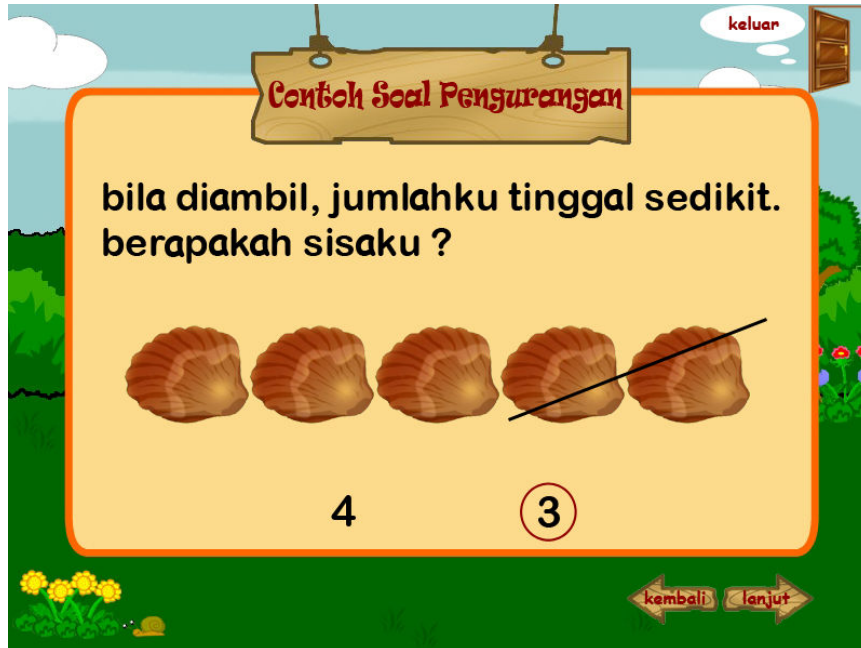 keluar
Contoh Soal Pengurangan
bila diambil, jumlahku tinggal sedikit.
berapakah sisaku ?
4 3
kembali lanjut